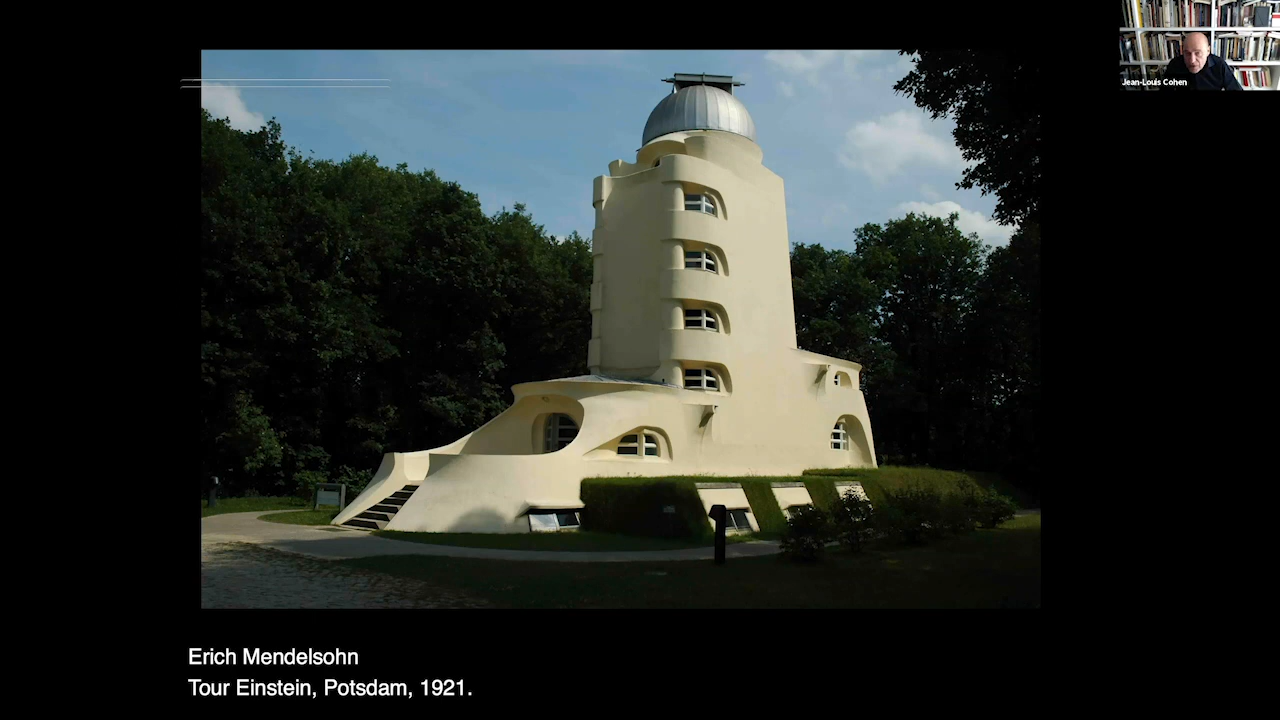 Jean-Louis Cohen
Erich Mendelsohn
Tour Einstein, Potsdam, 1921.